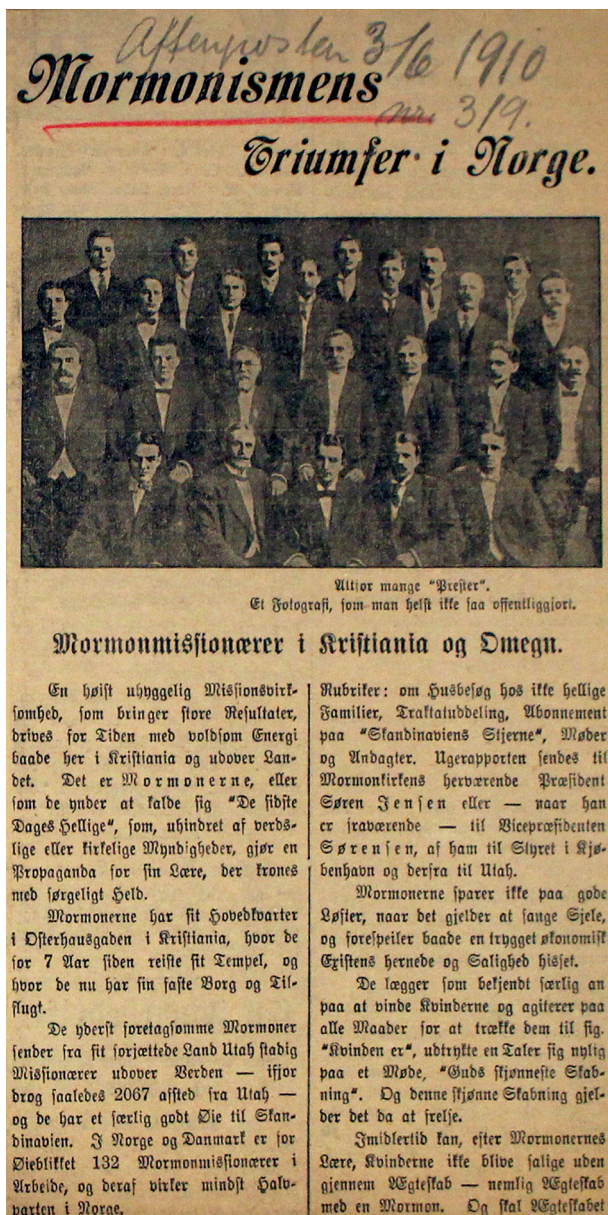 Aftenposten 3/6 1910
Mormonismens
nr. 319.
Triumfer i Norge.
Altfor mange "Prester".
Et Fotografi, som man helst ikke saa offentliggjort.
Mormonmissionærer i Kristiania og Omegn.
En høist uhyggelig Missionsvirk-
somhed, som bringer store Resultater,
drives for Tiden med voldsom Energi
baade her i Kristiania og udover Lan-
det. Det er Mormonerne, eller
som de ynder at kalde sig "De sidste
Dages Hellige", som, uhindret af verds-
lige eller kirkelige Myndigheder, gjør en
Propaganda for sin Lære, der krones
med sørgeligt Held.
Mormonerne har sit Hovedkvarter
i Osterhausgaden i Kristiania, hvor de
for 7 Aar siden reiste sit Tempel, og
hvor de nu har sin faste Borg og Til-
flugt.
De yderst foretagsomme Mormoner
sender fra sit forjættede Land Utah stadig
Missionærer udover Verden — ifjor
drog saaledes 2067 afsted fra Utah —
og de har et særlig godt Øie til Skan-
dinavien. I Norge og Danmark er for
Øieblikket 132 Mormonmissionærer i
Arbeide, og deraf virker mindst Halv-
parten i Norge.
Rubriker: om Husbesøg hos ikke hellige
Familier, Traktatuddeling, Abonnement
paa "Skandinaviens Stjerne", Møder
og Andagter. Ugerapporten sendes til
Mormonkirkens herværende Præsident
Søren Jensen eller — naar han
er fraværende — til Vicepræsidenten
Sørensen, af ham til Styret i Kjø-
benhavn og derfra til Utah.
Mormonerne sparer ikke paa gode
Løfter, naar det gjelder at fange Sjele,
og forespeiler baade en trygget økonomisk
Existens hernede og Salighed hisset.
De lægger som bekjendt særlig an
paa at vinde Kvinderne og agiterer paa
alle Maader for at trække dem til sig.
"Kvinden er", udtrykte en Taler sig nylig
paa et Møde, "Guds skjønneste Skab-
ning". Og denne skjønne Skabning gjel-
der det da at frelse.
Imidlertid kan, efter Mormonernes
Lære, Kvinderne ikke blive salige uden
gjennem Ægteskab — nemlig Ægteskab
med en Mormon. Og skal Ægteskabet